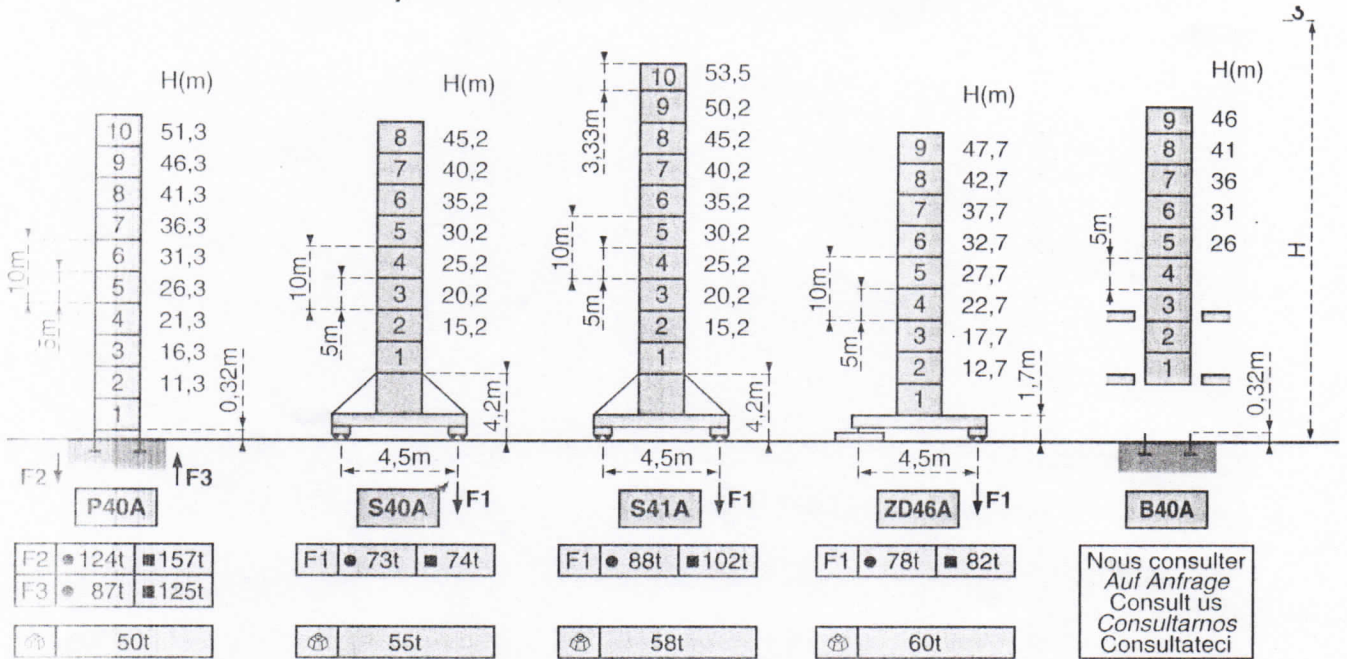 H(m)
10 51,3
9 46,3
8 41,3
7 36,3
6 31,3
5 26,3
4 21,3
3 16,3
2 11,3
1
10m
5m
0,32m
F2
F3
P40A
F2 124t 157t
F3 87t 125t
50t
H(m)
8 45,2
7 40,2
6 35,2
5 30,2
4 25,2
3 20,2
2 15,2
1
10m
5m
4,2m
4,5m
F1
S40A
F1 73t 74t
55t
10 53,5
9 50,2
8 45,2
7 40,2
6 35,2
5 30,2
4 25,2
3 20,2
2 15,2
1
3,33m
10m
5m
4,2m
4,5m
F1
S41A
F1 88t 102t
58t
H(m)
9 47,7
8 42,7
7 37,7
6 32,7
5 27,7
4 22,7
3 17,7
2 12,7
1
10m
5m
1,7m
4,5m
F1
ZD46A
F1 78t 82t
60t
H(m)
9 46
8 41
7 36
6 31
5 26
4
3
2
1
5m
0,32m
H
B40A
Nous consulter
Auf Anfrage
Consult us
Consultarnos
Consultateci